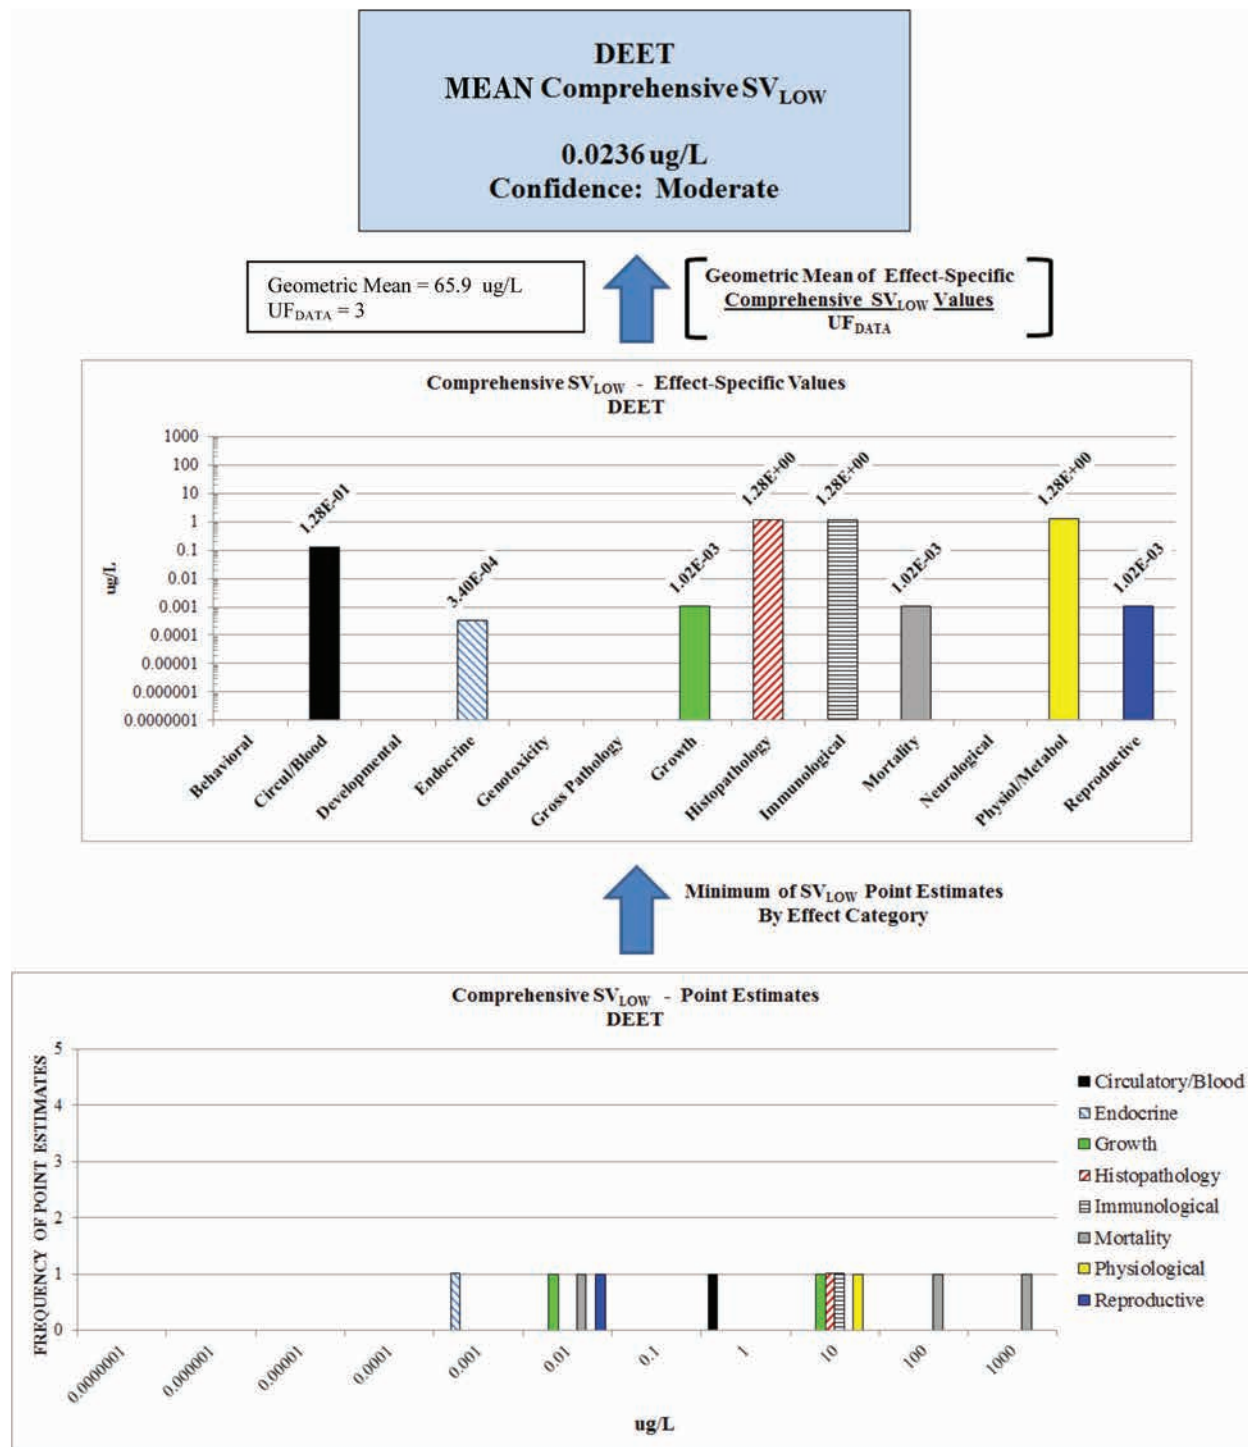 DEET
MEAN Comprehensive SV_LOW
0.0236 ug/L
Confidence: Moderate
Geometric Mean = 65.9 ug/L
UF_DATA = 3
Geometric Mean of Effect-Specific
Comprehensive SV_LOW Values
UF_DATA
Comprehensive SV_LOW - Effect-Specific Values
DEET
ug/L
1000
100
10
1
0.1
0.01
0.001
0.0001
0.00001
0.000001
0.0000001
1.28E-01
3.40E-04
1.02E-03
1.28E+00
1.28E+00
1.02E-03
1.28E+00
1.02E-03
Behavioral
Circul/Blood
Developmental
Endocrine
Genotoxicity
Gross Pathology
Growth
Histopathology
Immunological
Mortality
Neurological
Physiol/Metabol
Reproductive
Minimum of SV_LOW Point Estimates
By Effect Category
Comprehensive SV_LOW - Point Estimates
DEET
FREQUENCY OF POINT ESTIMATES
5
4
3
2
1
0
0.0000001
0.000001
0.00001
0.0001
0.001
0.01
0.1
1
10
100
1000
ug/L
Circulatory/Blood
Endocrine
Growth
Histopathology
Immunological
Mortality
Physiological
Reproductive